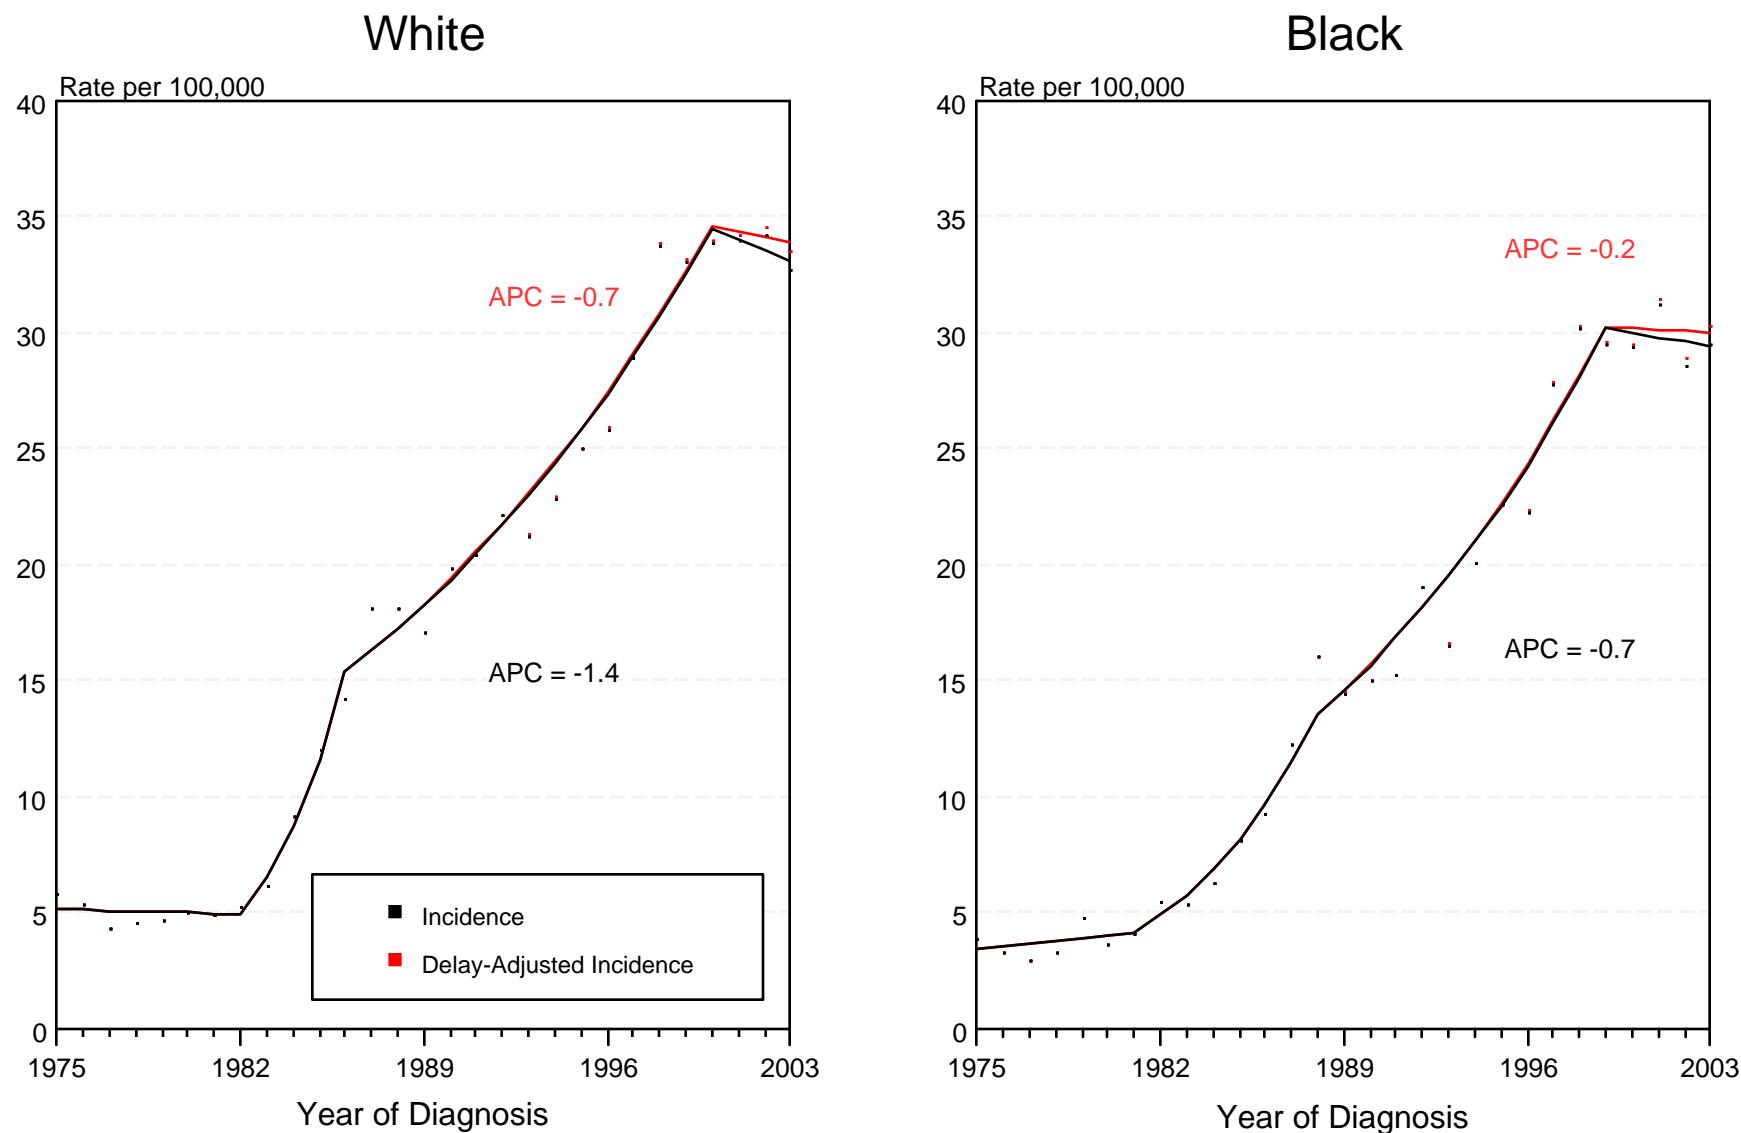 White
Rate per 100,000
40
35
30
25
20
15
10
5
0
APC = -0.7
APC = -1.4
Incidence
Delay-Adjusted Incidence
1975 1982 1989 1996 2003
Year of Diagnosis
Black
Rate per 100,000
40
35
30
25
20
15
10
5
0
APC = -0.2
APC = -0.7
1975 1982 1989 1996 2003
Year of Diagnosis